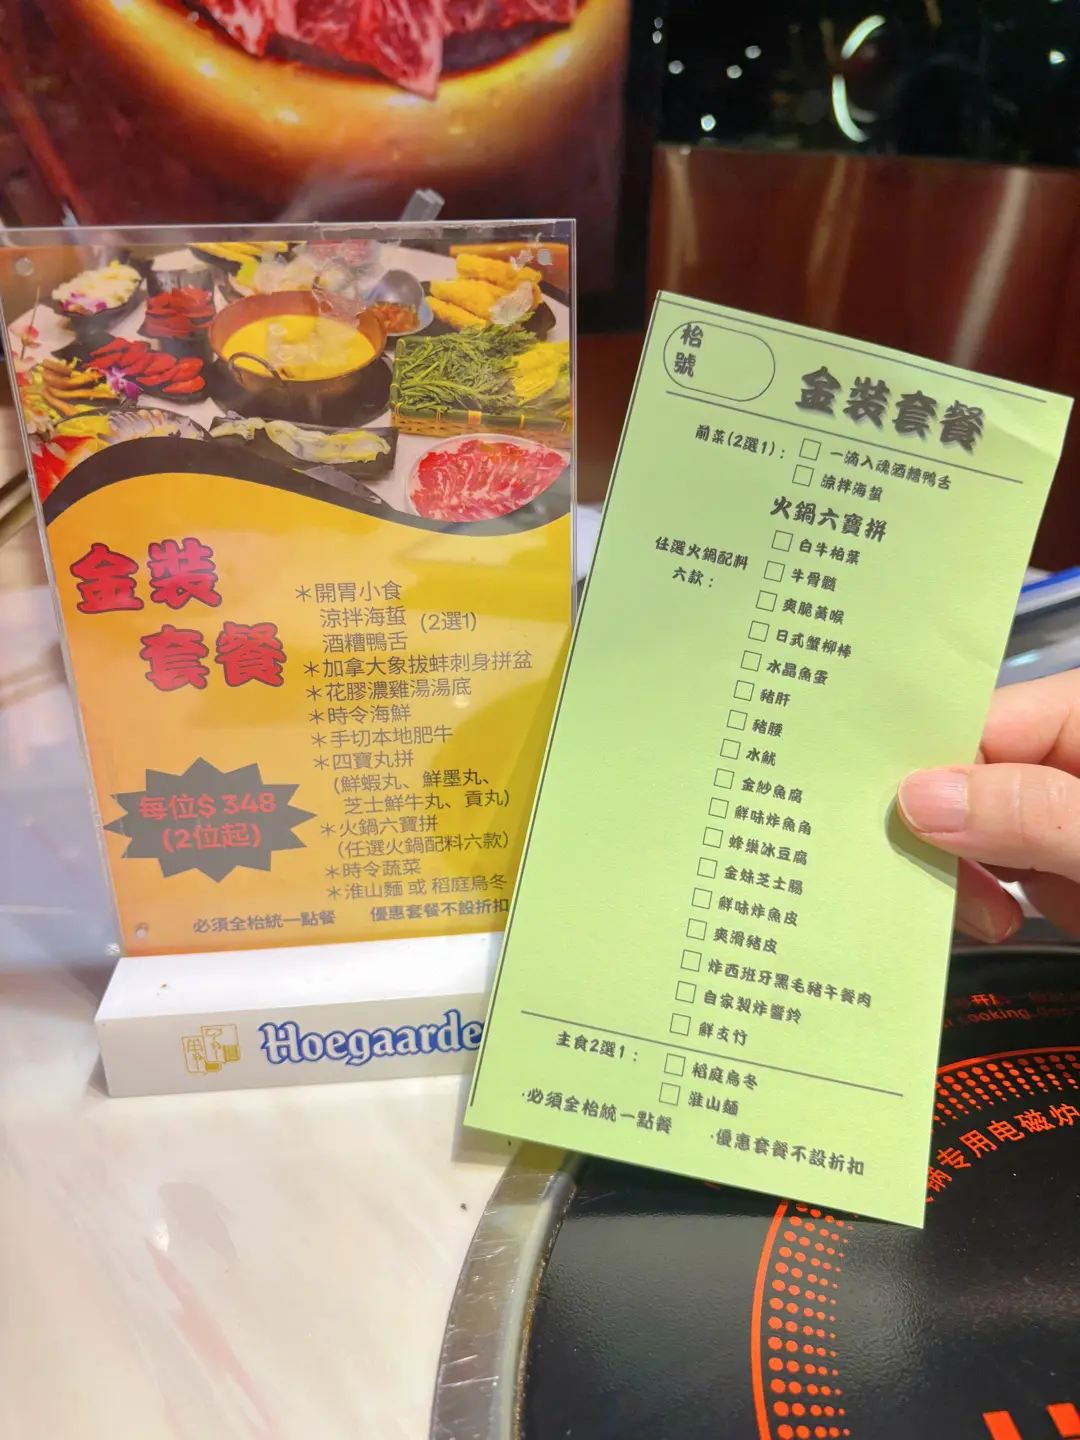 金裝
套餐
每位$ 348
(2位起)
＊開胃小食
涼拌海蜇
(2選1)
酒糟鴨舌
＊加拿大象拔蚌刺身拼盆
＊花膠濃雞湯湯底
＊時令海鮮
＊手切本地肥牛
＊四寶丸拼
(鮮蝦丸、鮮墨丸、
芝士鮮牛丸、貢丸)
＊火鍋六寶拼
(任選火鍋配料六款)
＊時令蔬菜
＊淮山麵 或 稻庭烏冬
必須全枱統一點餐 優惠套餐不設折扣
Hoegaarde
枱
號
金裝套餐
前菜(2選1)： □ 一滴入魂酒糟鴨舌
□ 涼拌海蜇
火鍋六寶拼
任選火鍋配料
六款：
□ 白牛柏葉
□ 牛骨髓
□ 爽脆黃喉
□ 日式蟹柳棒
□ 水晶魚蛋
□ 豬肝
□ 豬腰
□ 水魷
□ 金紗魚腐
□ 鮮味炸魚角
□ 蜂巢冰豆腐
□ 金妹芝士腸
□ 鮮味炸魚皮
□ 爽滑豬皮
□ 炸西班牙黑毛豬午餐肉
□ 自家製炸響鈴
□ 鮮支竹
主食2選1： □ 稻庭烏冬
□ 淮山麵
·必須全枱統一點餐 ·優惠套餐不設折扣
cooking
锅专用电磁炉